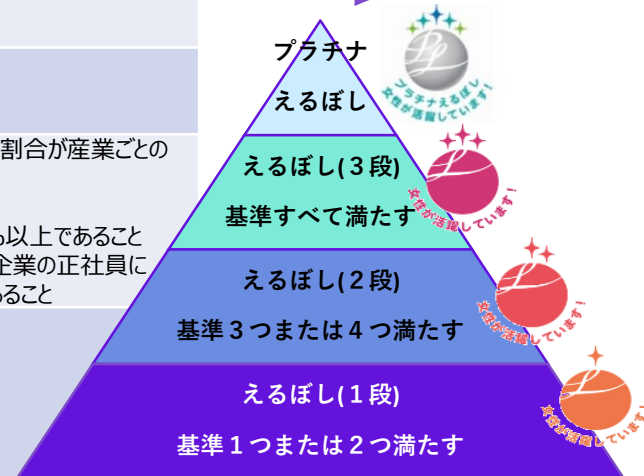 割合が産業ごとの
以上であること
企業の正社員に
ること
プラチナ
えるぼし
えるぼし(３段)
基準すべて満たす
えるぼし(２段)
基準３つまたは４つ満たす
えるぼし(１段)
基準１つまたは２つ満たす
プラチナえるぼし
女性が活躍しています！
女性が活躍しています！
女性が活躍しています！
女性が活躍しています！